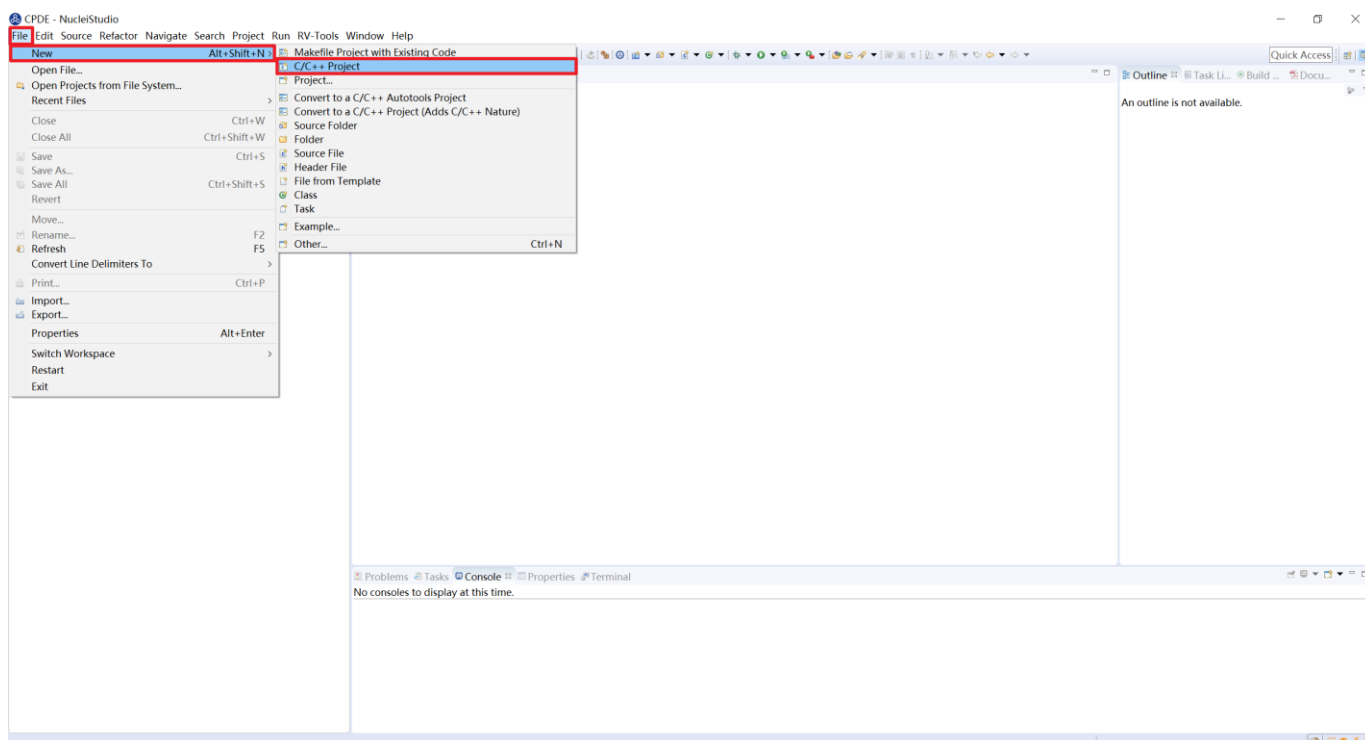 CPDE - NucleiStudio
File Edit Source Refactor Navigate Search Project Run RV-Tools Window Help
New Alt+Shift+N >
Open File...
Open Projects from File System...
Recent Files >
Close Ctrl+W
Close All Ctrl+Shift+W
Save Ctrl+S
Save As...
Save All Ctrl+Shift+S
Revert
Move...
Rename... F2
Refresh F5
Convert Line Delimiters To >
Print... Ctrl+P
Import...
Export...
Properties Alt+Enter
Switch Workspace >
Restart
Exit
Makefile Project with Existing Code
C/C++ Project
Project...
Convert to a C/C++ Autotools Project
Convert to a C/C++ Project (Adds C/C++ Nature)
Source Folder
Folder
Source File
Header File
File from Template
Class
Task
Example...
Other... Ctrl+N
Quick Access
Outline Task Li... Build ... Docu...
An outline is not available.
Problems Tasks Console Properties Terminal
No consoles to display at this time.